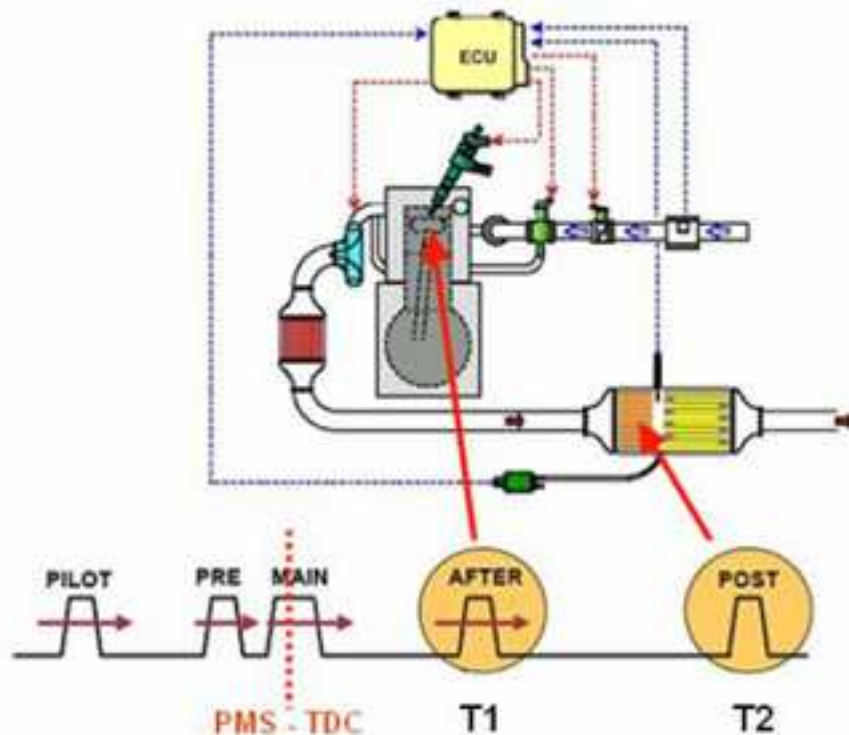 ECU
PILOT
PRE
MAIN
AFTER
POST
PMS - TDC
T1
T2